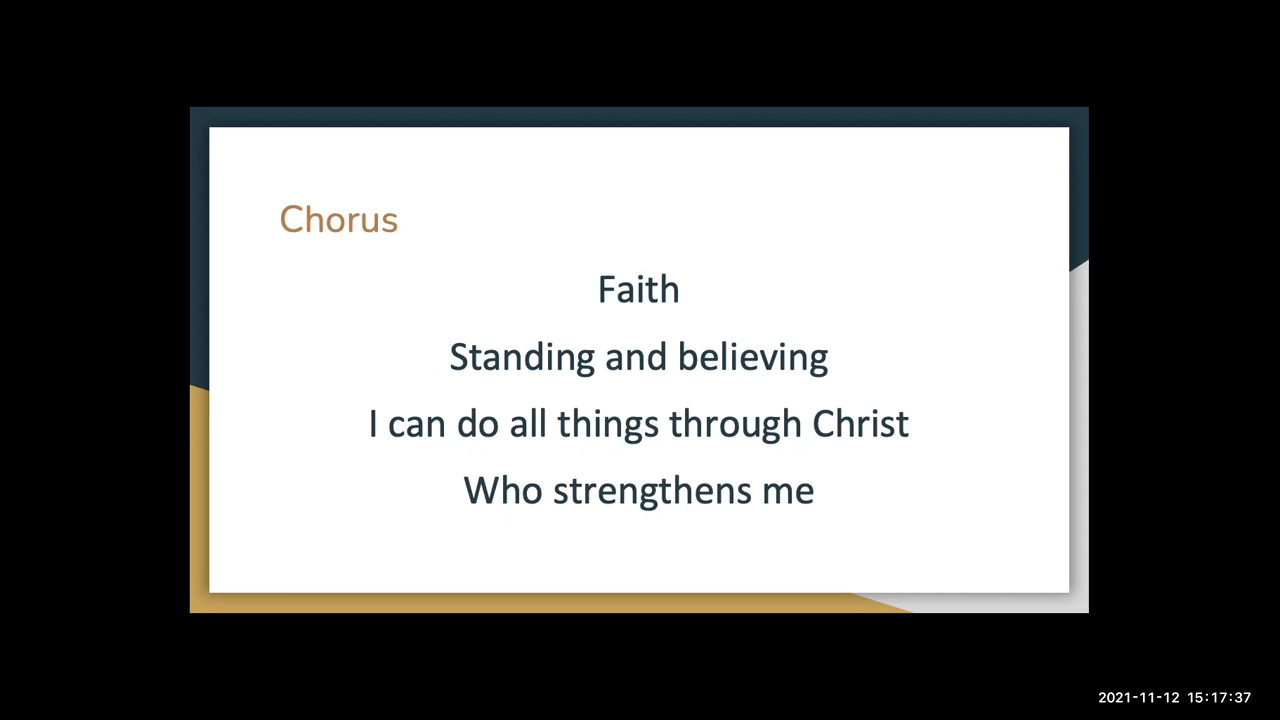 Chorus
Faith
Standing and believing
I can do all things through Christ
Who strengthens me
2021-11-12 15:17:37